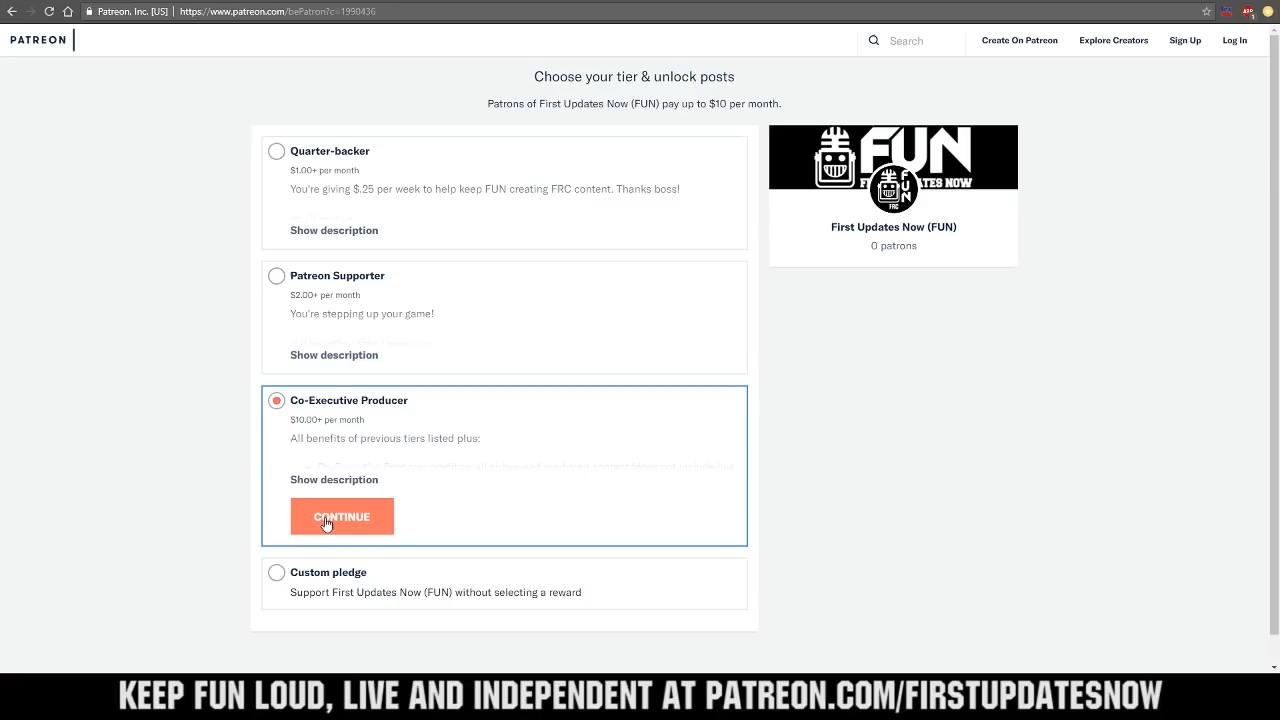 Patreon, Inc. [US] | https://www.patreon.com/bePatron?c=1990436
PATREON
Search
Create On Patreon
Explore Creators
Sign Up
Log In
Choose your tier & unlock posts
Patrons of First Updates Now (FUN) pay up to $10 per month.
Quarter-backer
$1.00+ per month
You're giving $.25 per week to help keep FUN creating FRC content. Thanks boss!
Show description
Patreon Supporter
$2.00+ per month
You're stepping up your game!
Show description
Co-Executive Producer
$10.00+ per month
All benefits of previous tiers listed plus:
Show description
CONTINUE
Custom pledge
Support First Updates Now (FUN) without selecting a reward
FUN
TES NOW
FUN
FRC
First Updates Now (FUN)
0 patrons
KEEP FUN LOUD, LIVE AND INDEPENDENT AT PATREON.COM/FIRSTUPDATESNOW